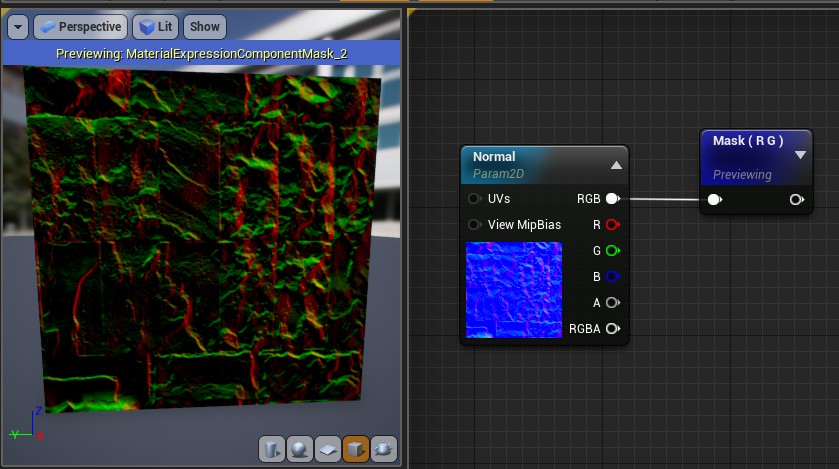 Perspective
Lit
Show
Previewing: MaterialExpressionComponentMask_2
Normal
Param2D
UVs
RGB
View MipBias
R
G
B
A
RGBA
Mask ( R G )
Previewing
Z
Y
X